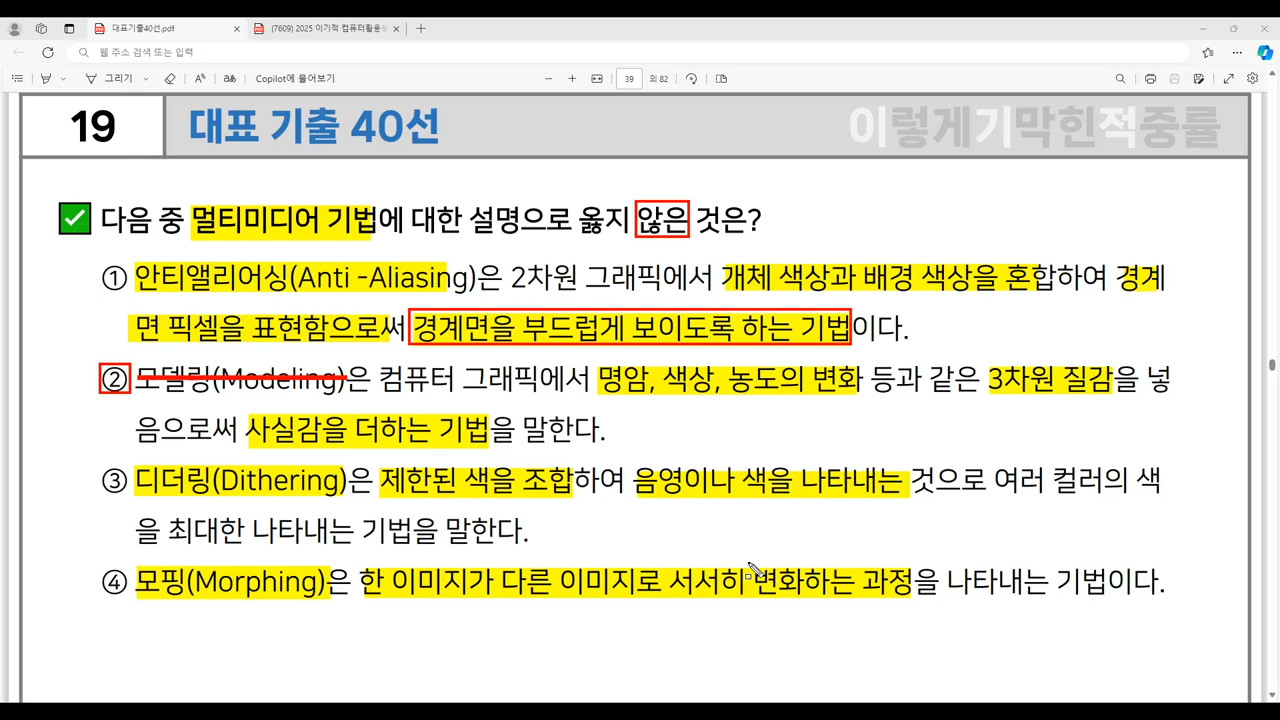 대표기출40선.pdf
(7609) 2025 이기적 컴퓨터활용능
웹 주소 검색 또는 입력
그리기
가あ
Copilot에 물어보기
39 외 82
19 대표 기출 40선 이렇게기막힌적중률
다음 중 멀티미디어 기법에 대한 설명으로 옳지 않은 것은?
① 안티앨리어싱(Anti -Aliasing)은 2차원 그래픽에서 개체 색상과 배경 색상을 혼합하여 경계
면 픽셀을 표현함으로써 경계면을 부드럽게 보이도록 하는 기법이다.
② 모델링(Modeling)은 컴퓨터 그래픽에서 명암, 색상, 농도의 변화 등과 같은 3차원 질감을 넣
음으로써 사실감을 더하는 기법을 말한다.
③ 디더링(Dithering)은 제한된 색을 조합하여 음영이나 색을 나타내는 것으로 여러 컬러의 색
을 최대한 나타내는 기법을 말한다.
④ 모핑(Morphing)은 한 이미지가 다른 이미지로 서서히 변화하는 과정을 나타내는 기법이다.